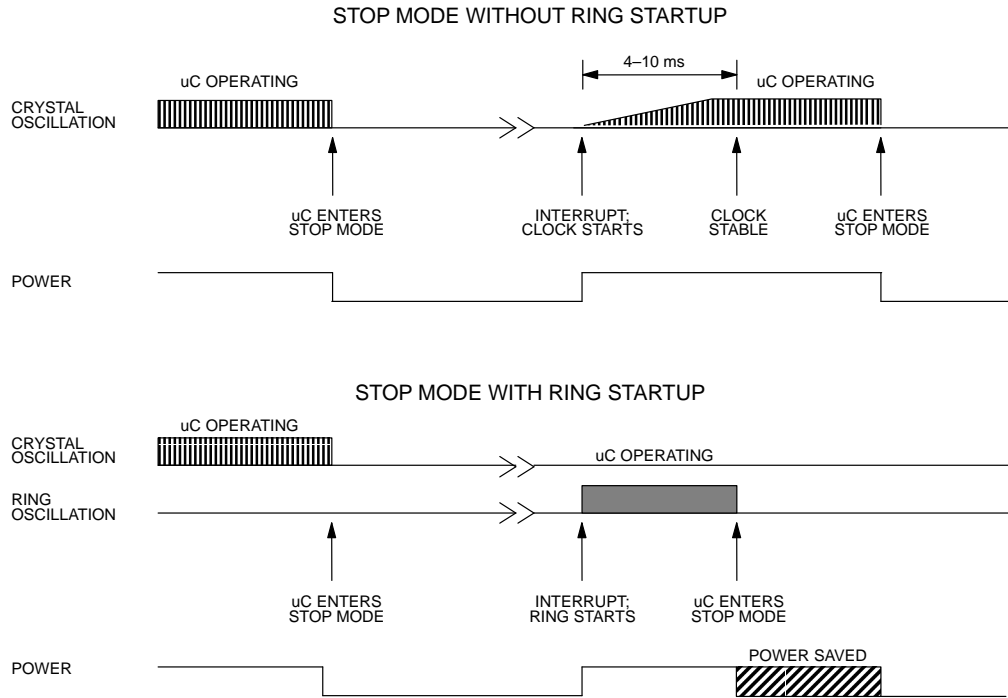 STOP MODE WITHOUT RING STARTUP
4–10 ms
uC OPERATING
uC OPERATING
CRYSTAL
OSCILLATION
uC ENTERS
STOP MODE
INTERRUPT;
CLOCK STARTS
CLOCK
STABLE
uC ENTERS
STOP MODE
POWER
STOP MODE WITH RING STARTUP
uC OPERATING
CRYSTAL
OSCILLATION
uC OPERATING
RING
OSCILLATION
uC ENTERS
STOP MODE
INTERRUPT;
RING STARTS
uC ENTERS
STOP MODE
POWER SAVED
POWER